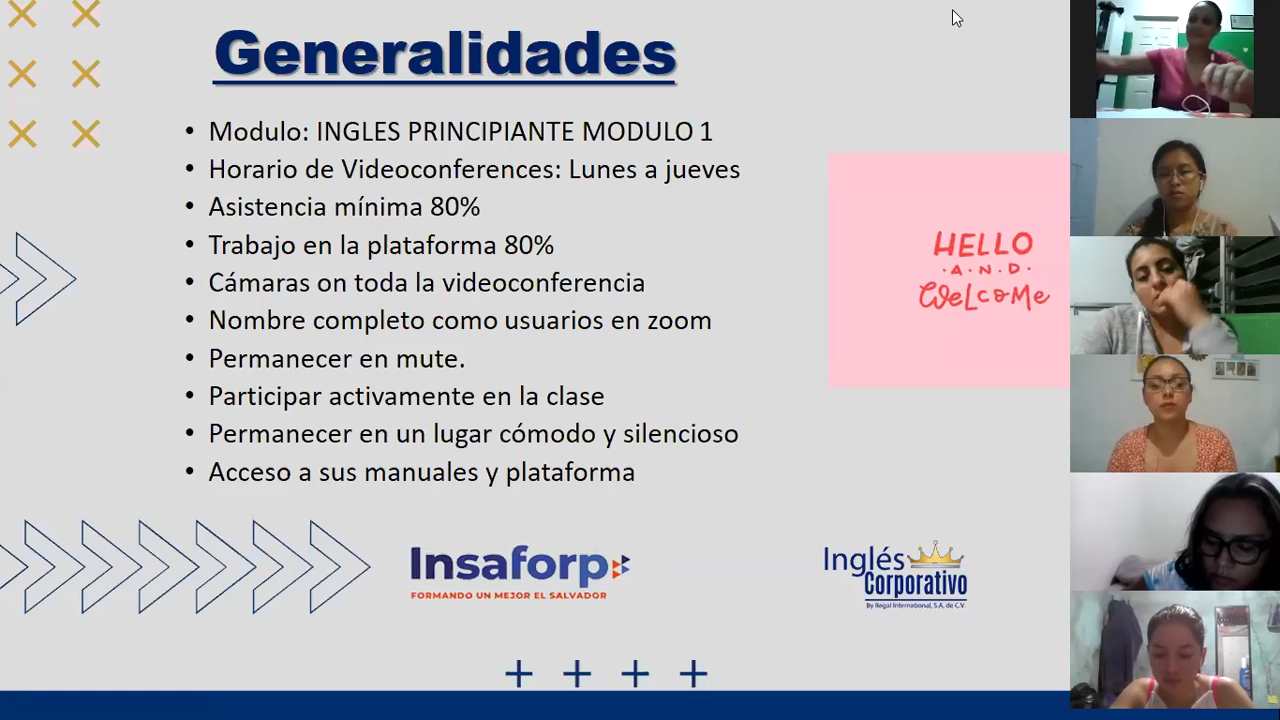 Generalidades
• Modulo: INGLES PRINCIPIANTE MODULO 1
• Horario de Videoconferences: Lunes a jueves
• Asistencia mínima 80%
• Trabajo en la plataforma 80%
• Cámaras on toda la videoconferencia
• Nombre completo como usuarios en zoom
• Permanecer en mute.
• Participar activamente en la clase
• Permanecer en un lugar cómodo y silencioso
• Acceso a sus manuales y plataforma
HELLO
·A·N·D·
WeLcoMe
Insaforp
FORMANDO UN MEJOR EL SALVADOR
Inglés
Corporativo
By Regal International, S.A. de C.V.